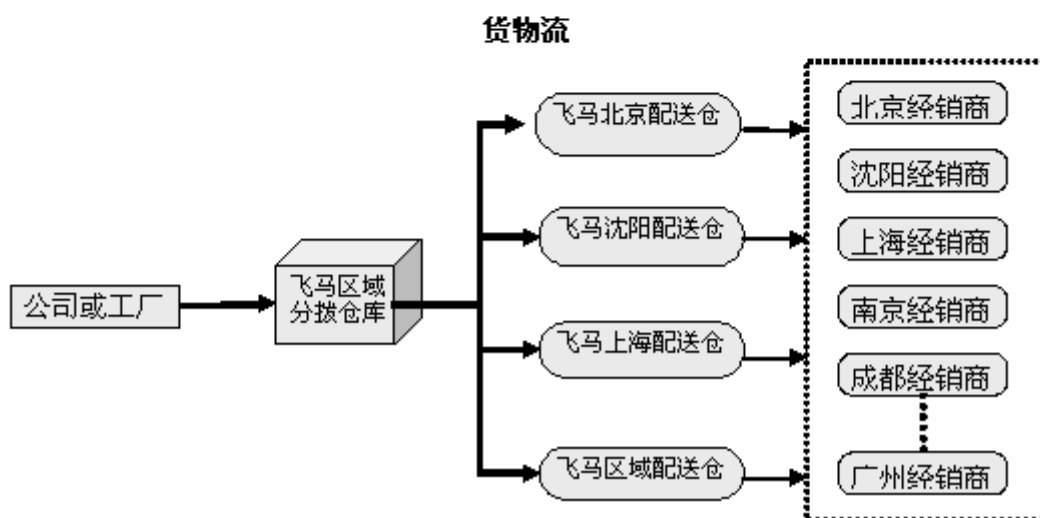 货物流
公司或工厂
飞马区域
分拨仓库
飞马北京配送仓
飞马沈阳配送仓
飞马上海配送仓
飞马区域配送仓
北京经销商
沈阳经销商
上海经销商
南京经销商
成都经销商
广州经销商